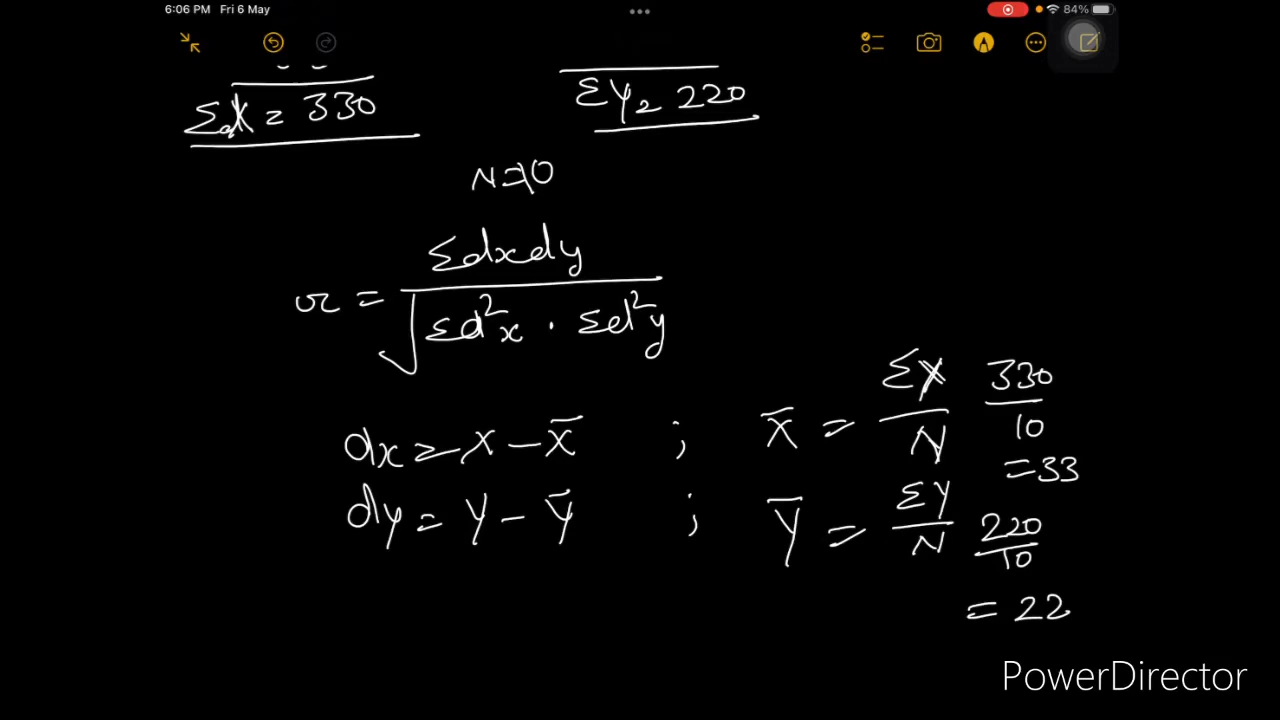 6:06 PM Fri 6 May 84%
Σx = 330 ΣY = 220
N=10
r = Σdxdy / √Σd²x · Σd²y
dx = X − X̄ ; X̄ = ΣX / N 330 / 10
= 33
dy = Y − Ȳ ; Ȳ = ΣY / N 220 / 10
= 22
PowerDirector